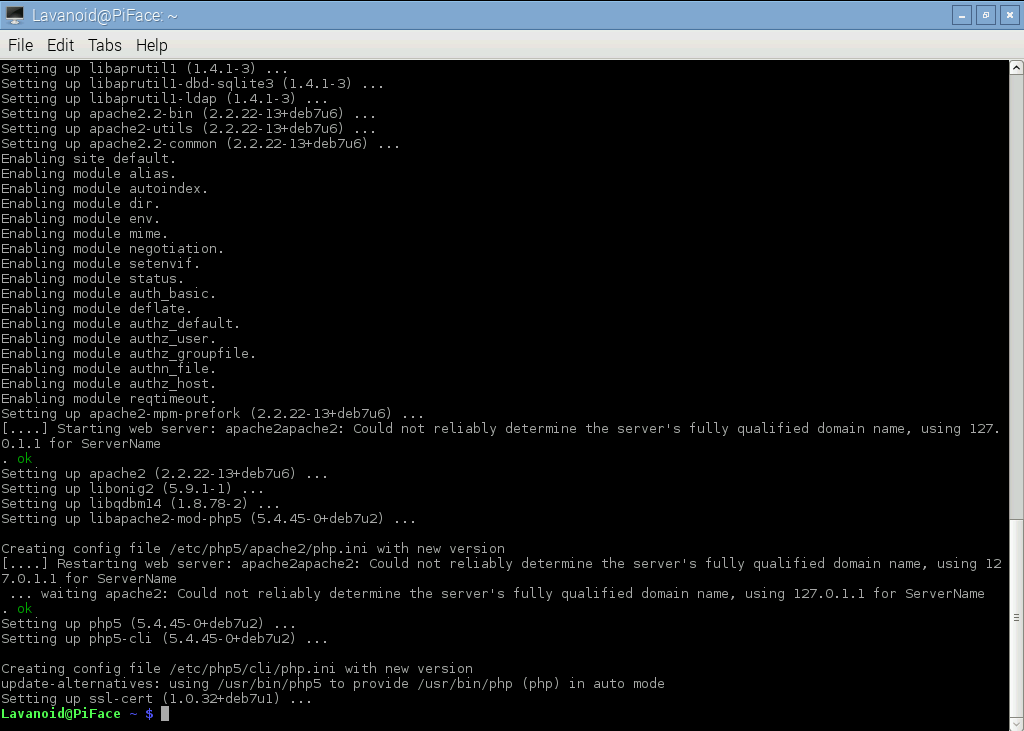 Lavanoid@PiFace: ~
File Edit Tabs Help
Setting up libaprutil1 (1.4.1-3) ...
Setting up libaprutil1-dbd-sqlite3 (1.4.1-3) ...
Setting up libaprutil1-ldap (1.4.1-3) ...
Setting up apache2.2-bin (2.2.22-13+deb7u6) ...
Setting up apache2-utils (2.2.22-13+deb7u6) ...
Setting up apache2.2-common (2.2.22-13+deb7u6) ...
Enabling site default.
Enabling module alias.
Enabling module autoindex.
Enabling module dir.
Enabling module env.
Enabling module mime.
Enabling module negotiation.
Enabling module setenvif.
Enabling module status.
Enabling module auth_basic.
Enabling module deflate.
Enabling module authz_default.
Enabling module authz_user.
Enabling module authz_groupfile.
Enabling module authn_file.
Enabling module authz_host.
Enabling module reqtimeout.
Setting up apache2-mpm-prefork (2.2.22-13+deb7u6) ...
[....] Starting web server: apache2apache2: Could not reliably determine the server's fully qualified domain name, using 127.
0.1.1 for ServerName
. ok
Setting up apache2 (2.2.22-13+deb7u6) ...
Setting up libonig2 (5.9.1-1) ...
Setting up libqdbm14 (1.8.78-2) ...
Setting up libapache2-mod-php5 (5.4.45-0+deb7u2) ...
Creating config file /etc/php5/apache2/php.ini with new version
[....] Restarting web server: apache2apache2: Could not reliably determine the server's fully qualified domain name, using 12
7.0.1.1 for ServerName
... waiting apache2: Could not reliably determine the server's fully qualified domain name, using 127.0.1.1 for ServerName
. ok
Setting up php5 (5.4.45-0+deb7u2) ...
Setting up php5-cli (5.4.45-0+deb7u2) ...
Creating config file /etc/php5/cli/php.ini with new version
update-alternatives: using /usr/bin/php5 to provide /usr/bin/php (php) in auto mode
Setting up ssl-cert (1.0.32+deb7u1) ...
Lavanoid@PiFace ~ $